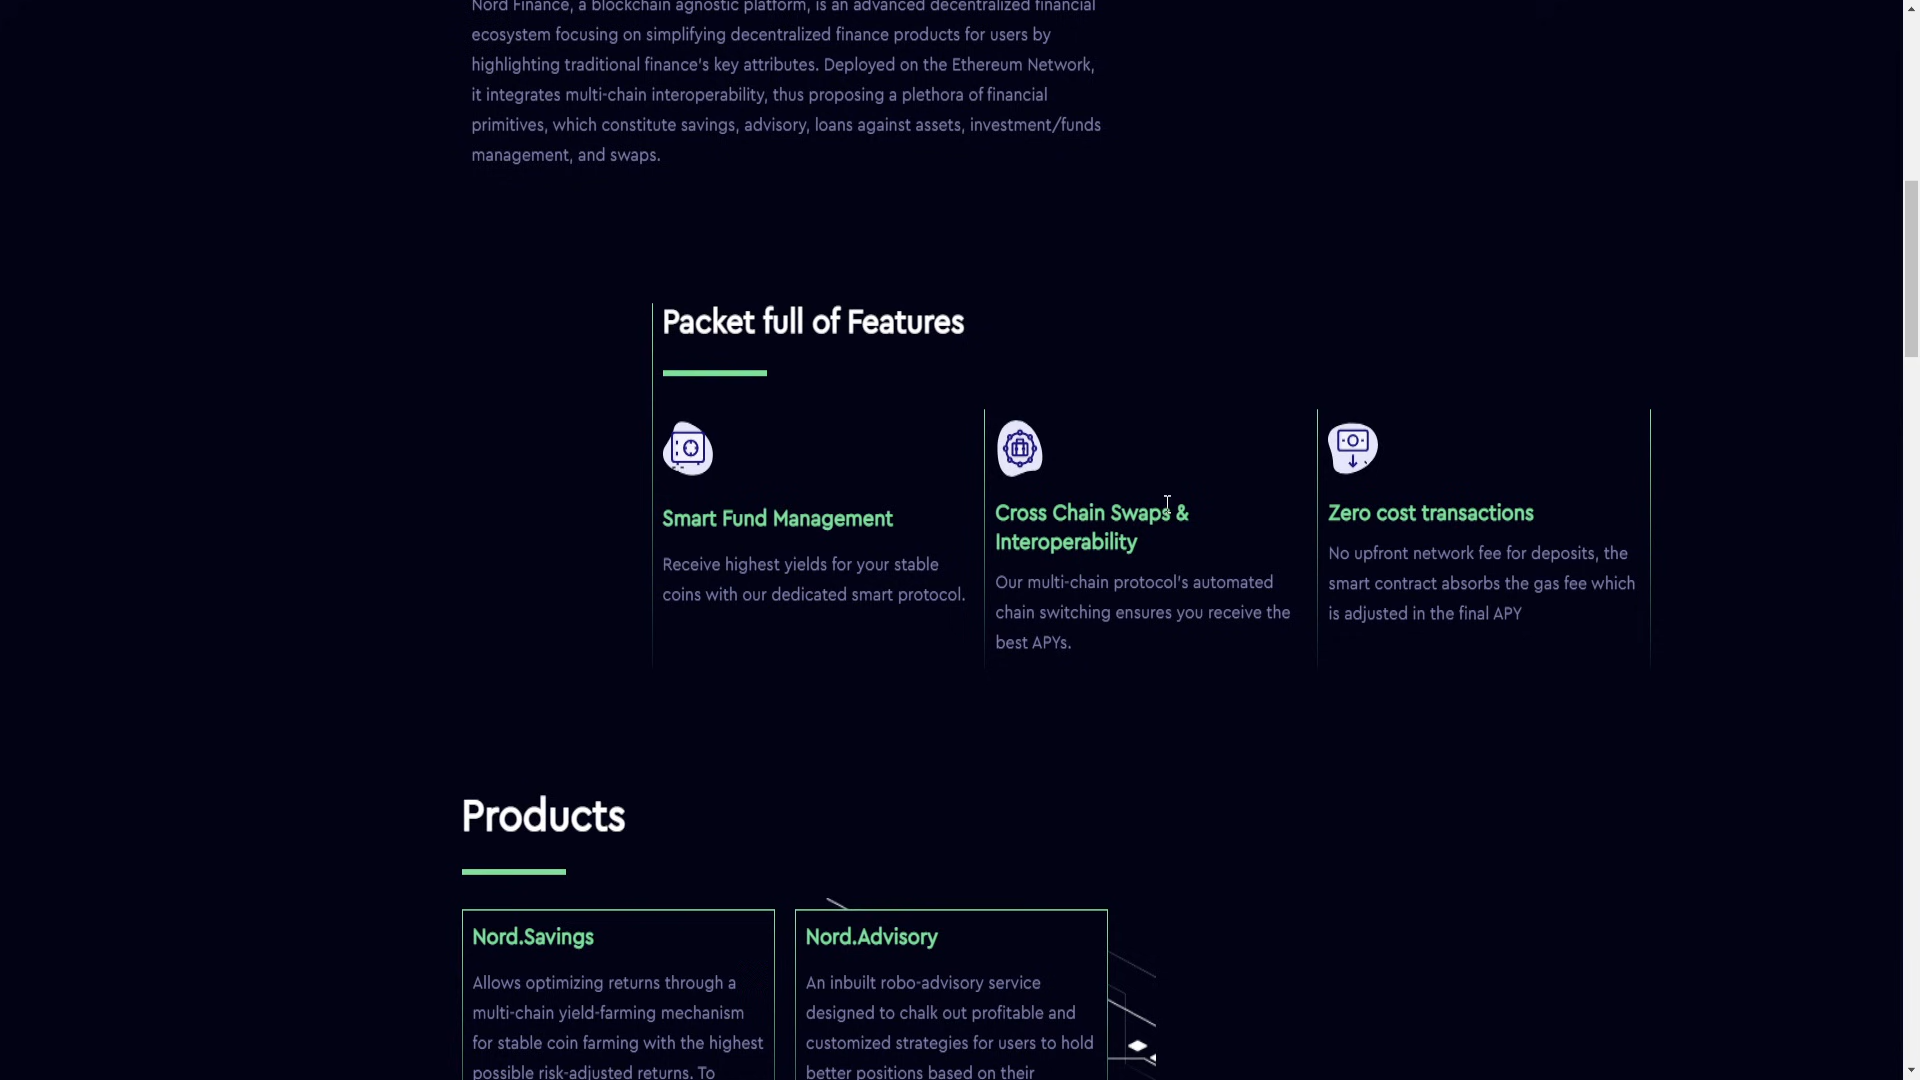 Nord Finance, a blockchain agnostic platform, is an advanced decentralized financial
ecosystem focusing on simplifying decentralized finance products for users by
highlighting traditional finance's key attributes. Deployed on the Ethereum Network,
it integrates multi-chain interoperability, thus proposing a plethora of financial
primitives, which constitute savings, advisory, loans against assets, investment/funds
management, and swaps.
Packet full of Features
Smart Fund Management
Receive highest yields for your stable
coins with our dedicated smart protocol.
Cross Chain Swaps &
Interoperability
Our multi-chain protocol's automated
chain switching ensures you receive the
best APYs.
Zero cost transactions
No upfront network fee for deposits, the
smart contract absorbs the gas fee which
is adjusted in the final APY
Products
Nord.Savings
Allows optimizing returns through a
multi-chain yield-farming mechanism
for stable coin farming with the highest
possible risk-adjusted returns. To
Nord.Advisory
An inbuilt robo-advisory service
designed to chalk out profitable and
customized strategies for users to hold
better positions based on their